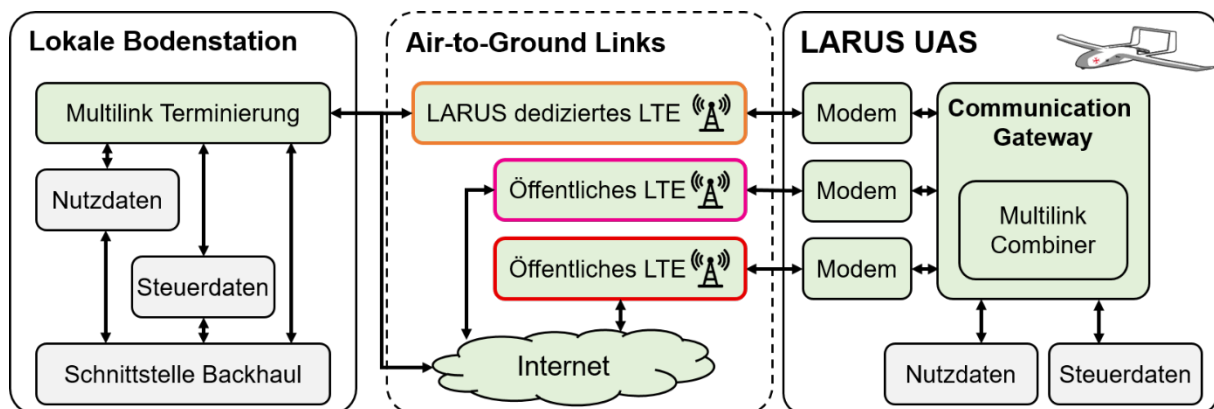 Lokale Bodenstation
Multilink Terminierung
Nutzdaten
Steuerdaten
Schnittstelle Backhaul
Air-to-Ground Links
LARUS dediziertes LTE
Öffentliches LTE
Öffentliches LTE
Internet
LARUS UAS
Modem
Modem
Modem
Communication
Gateway
Multilink
Combiner
Nutzdaten
Steuerdaten